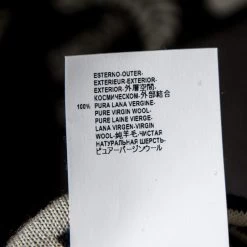 ESTERNO-OUTER-
EXTERIEUR-EXTERIOR-
EXTERIOR-外層空間-
КОСМИЧЕСКОМ-外部結合
100% PURA LANA VERGINE-
PURE VIRGIN WOOL-
PURE LAINE VIERGE-
LANA VIRGEN-VIRGIN
WOOL-純羊毛-ЧИСТАЯ
НАТУРАЛЬНАЯ ШЕРСТЬ-
ピュアーバージンウール